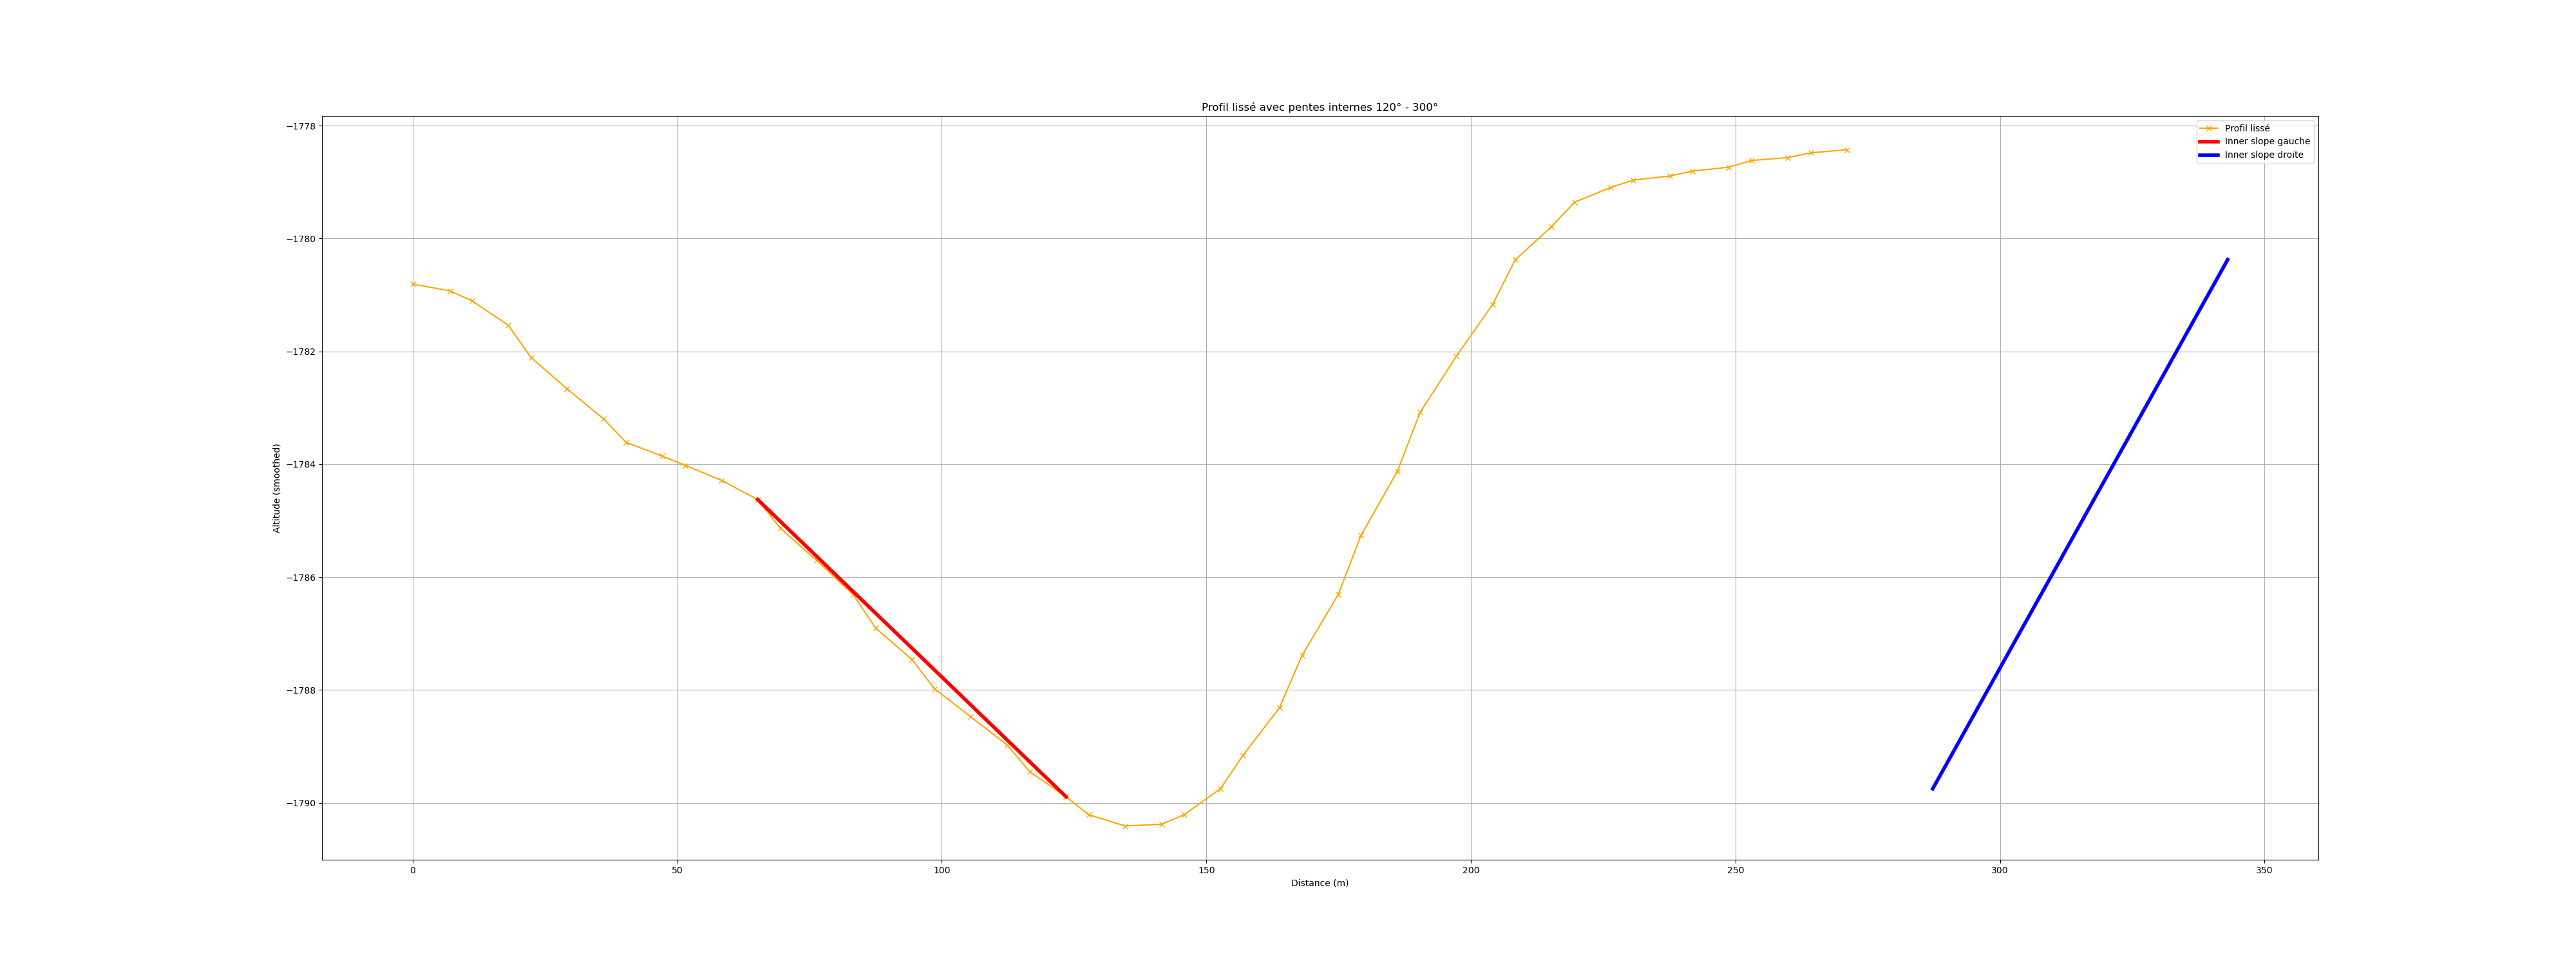 Profil lissé avec pentes internes 120° - 300°
Profil lissé
Inner slope gauche
Inner slope droite
−1778
−1780
−1782
−1784
−1786
−1788
−1790
Altitude (smoothed)
0
50
100
150
200
250
300
350
Distance (m)